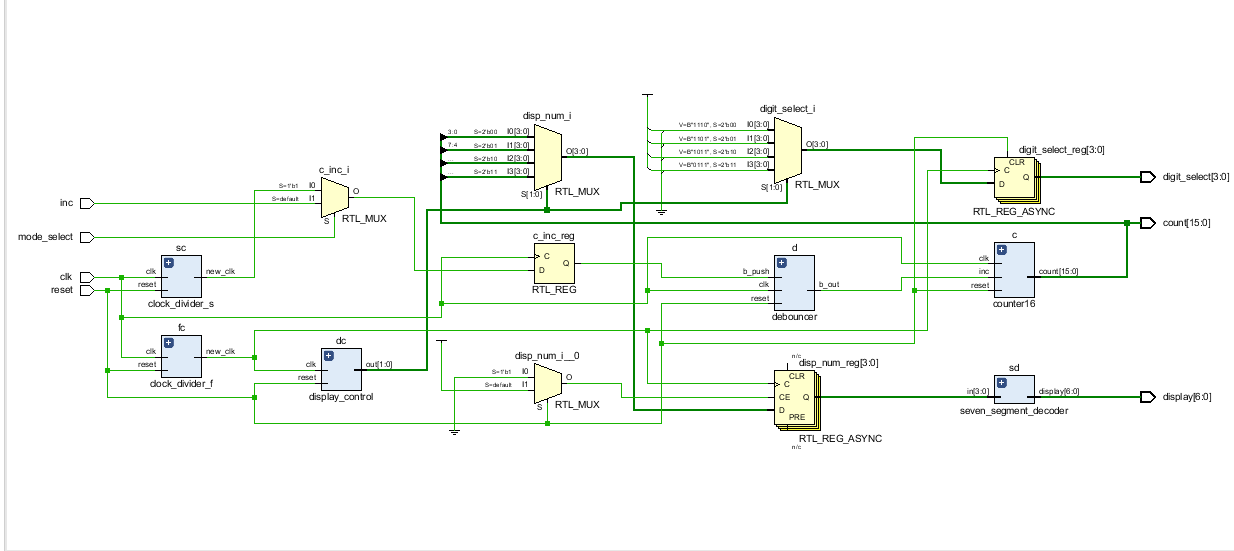 inc
mode_select
clk
reset
c_inc_i
S=1'b1 I0
S=default I1
O
S
RTL_MUX
sc
clk
reset
new_clk
clock_divider_s
fc
clk
reset
new_clk
clock_divider_f
dc
clk
reset
out[1:0]
display_control
disp_num_i
3:0 S=2'b00 I0[3:0]
7:4 S=2'b01 I1[3:0]
... S=2'b10 I2[3:0]
... S=2'b11 I3[3:0]
O[3:0]
S[1:0]
RTL_MUX
c_inc_reg
C
D
Q
RTL_REG
disp_num_i__0
S=1'b1 I0
S=default I1
O
S
RTL_MUX
digit_select_i
V=B"1110", S=2'b00 I0[3:0]
V=B"1101", S=2'b01 I1[3:0]
V=B"1011", S=2'b10 I2[3:0]
V=B"0111", S=2'b11 I3[3:0]
O[3:0]
S[1:0]
RTL_MUX
d
b_push
clk
reset
b_out
debouncer
n/c
disp_num_reg[3:0]
CLR
C
CE
D
Q
PRE
RTL_REG_ASYNC
n/c
digit_select_reg[3:0]
CLR
C
D
Q
RTL_REG_ASYNC
c
clk
inc
reset
count[15:0]
counter16
sd
in[3:0]
display[6:0]
seven_segment_decoder
digit_select[3:0]
count[15:0]
display[6:0]